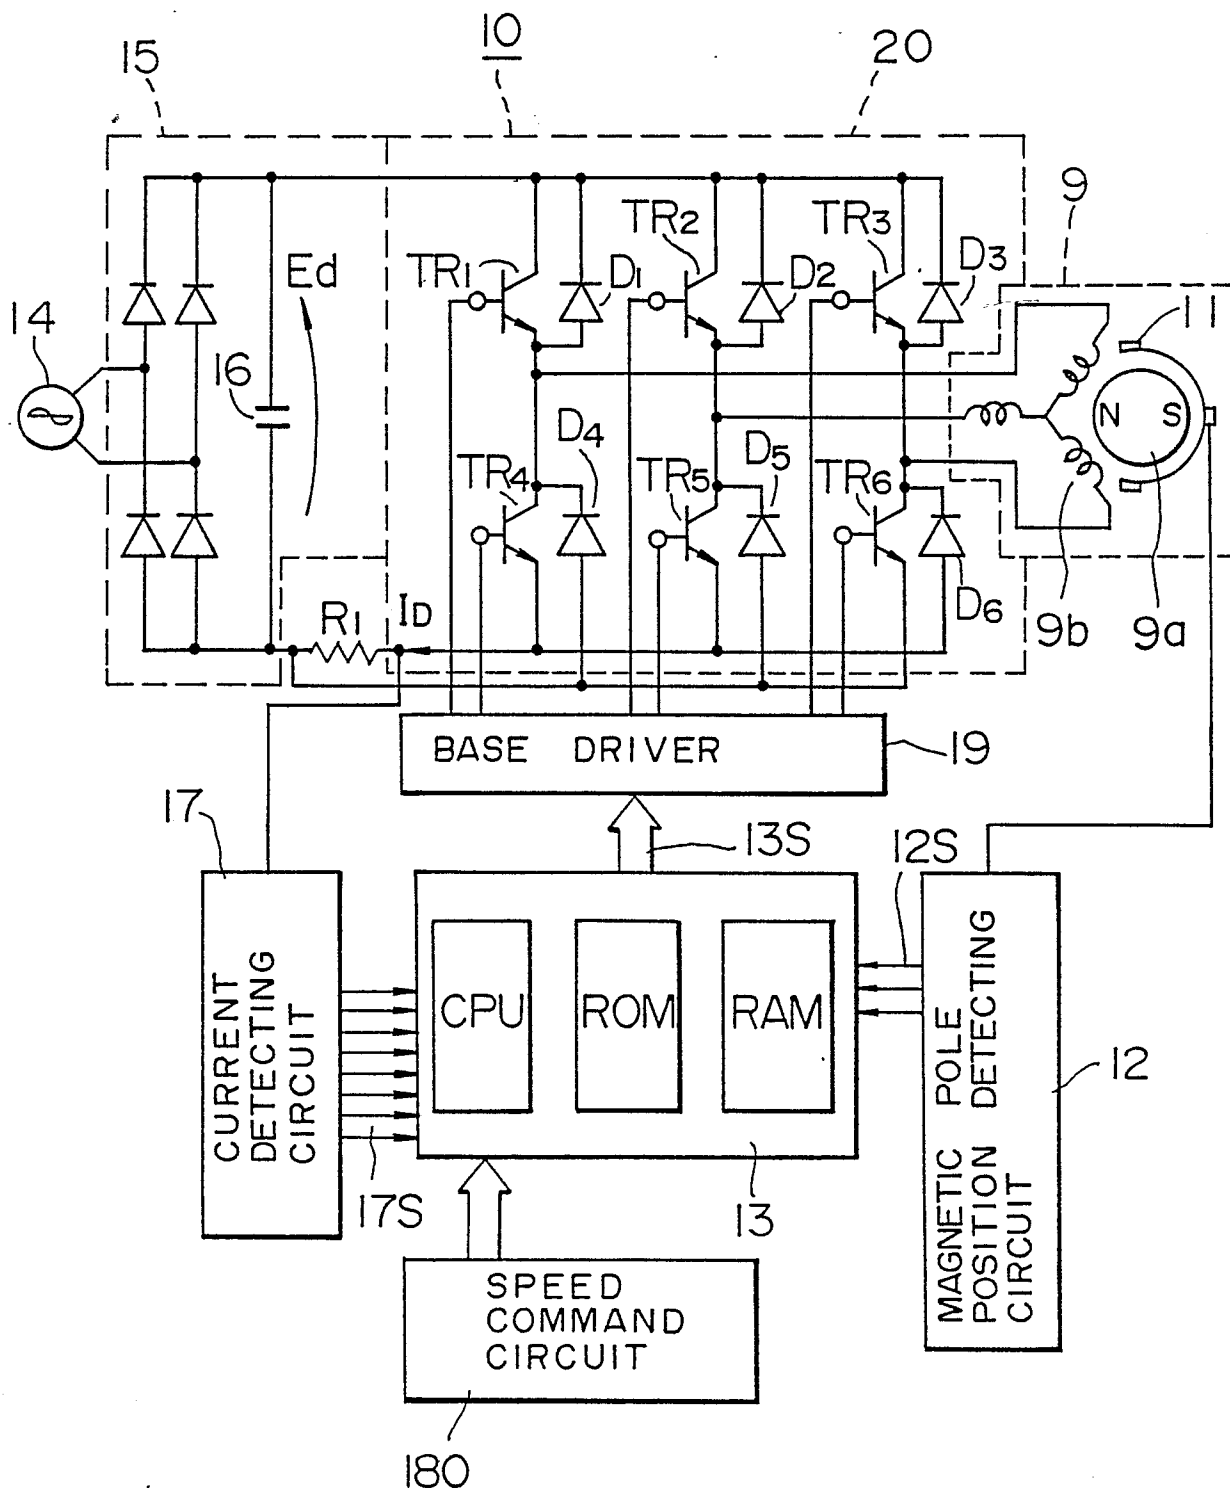 10
15
20
9
Ed
TR1
D1
TR2
D2
TR3
D3
11
14
16
N S
D4
TR4
D5
TR5
TR6
D6
R1
ID
9b
9a
BASE DRIVER
19
17
13S
12S
CURRENT
DETECTING
CIRCUIT
CPU
ROM
RAM
MAGNETIC POLE
POSITION DETECTING
CIRCUIT
12
17S
13
SPEED
COMMAND
CIRCUIT
180